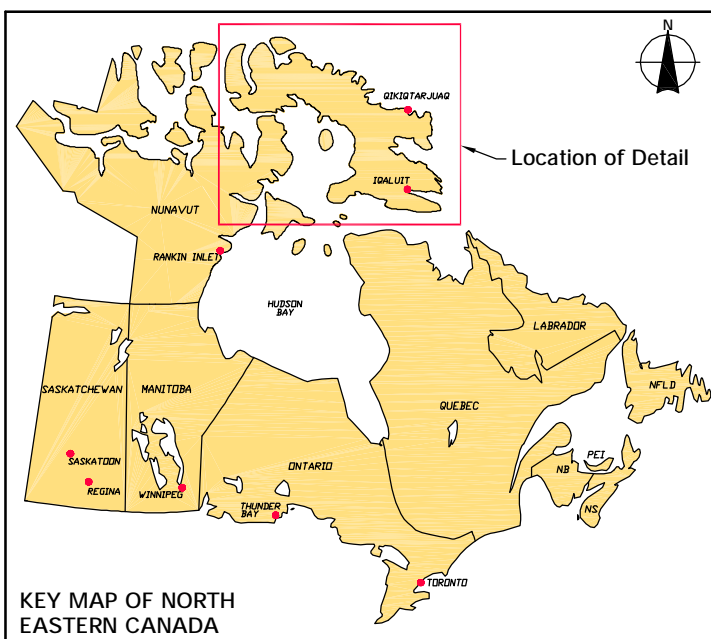 N
QIKIQTARJUAQ
Location of Detail
IQALUIT
NUNAVUT
RANKIN INLET
HUDSON
BAY
LABRADOR
SASKATCHEWAN
MANITOBA
NFLD
QUEBEC
PEI
SASKATOON
ONTARIO
NB
REGINA
WINNIPEG
THUNDER
BAY
NS
TORONTO
KEY MAP OF NORTH
EASTERN CANADA